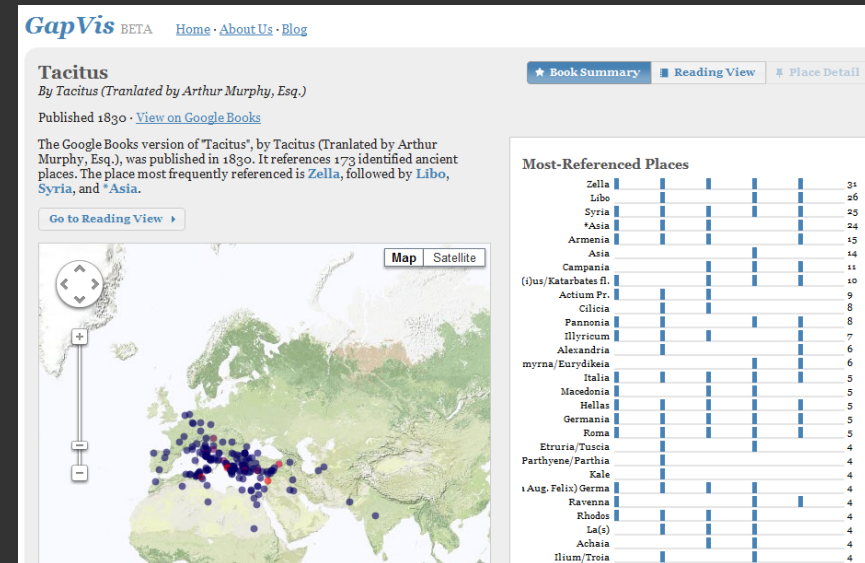 GapVis BETA Home · About Us · Blog
Tacitus
By Tacitus (Tranlated by Arthur Murphy, Esq.)
Published 1830 · View on Google Books
The Google Books version of "Tacitus", by Tacitus (Tranlated by Arthur
Murphy, Esq.), was published in 1830. It references 173 identified ancient
places. The place most frequently referenced is Zella, followed by Libo,
Syria, and *Asia.
Go to Reading View
Map Satellite
Book Summary Reading View Place Detail
Most-Referenced Places
Zella 31
Libo 26
Syria 25
*Asia 24
Armenia 15
Asia 14
Campania 11
(i)us/Katarbates fl. 10
Actium Pr. 9
Cilicia 8
Pannonia 8
Illyricum 7
Alexandria 6
myrna/Eurydikeia 6
Italia 5
Macedonia 5
Hellas 5
Germania 5
Roma 5
Etruria/Tuscia 4
Parthyene/Parthia 4
Kale 4
Aug. Felix) Germa 4
Ravenna 4
Rhodos 4
La(s) 4
Achaia 4
Ilium/Troia 4